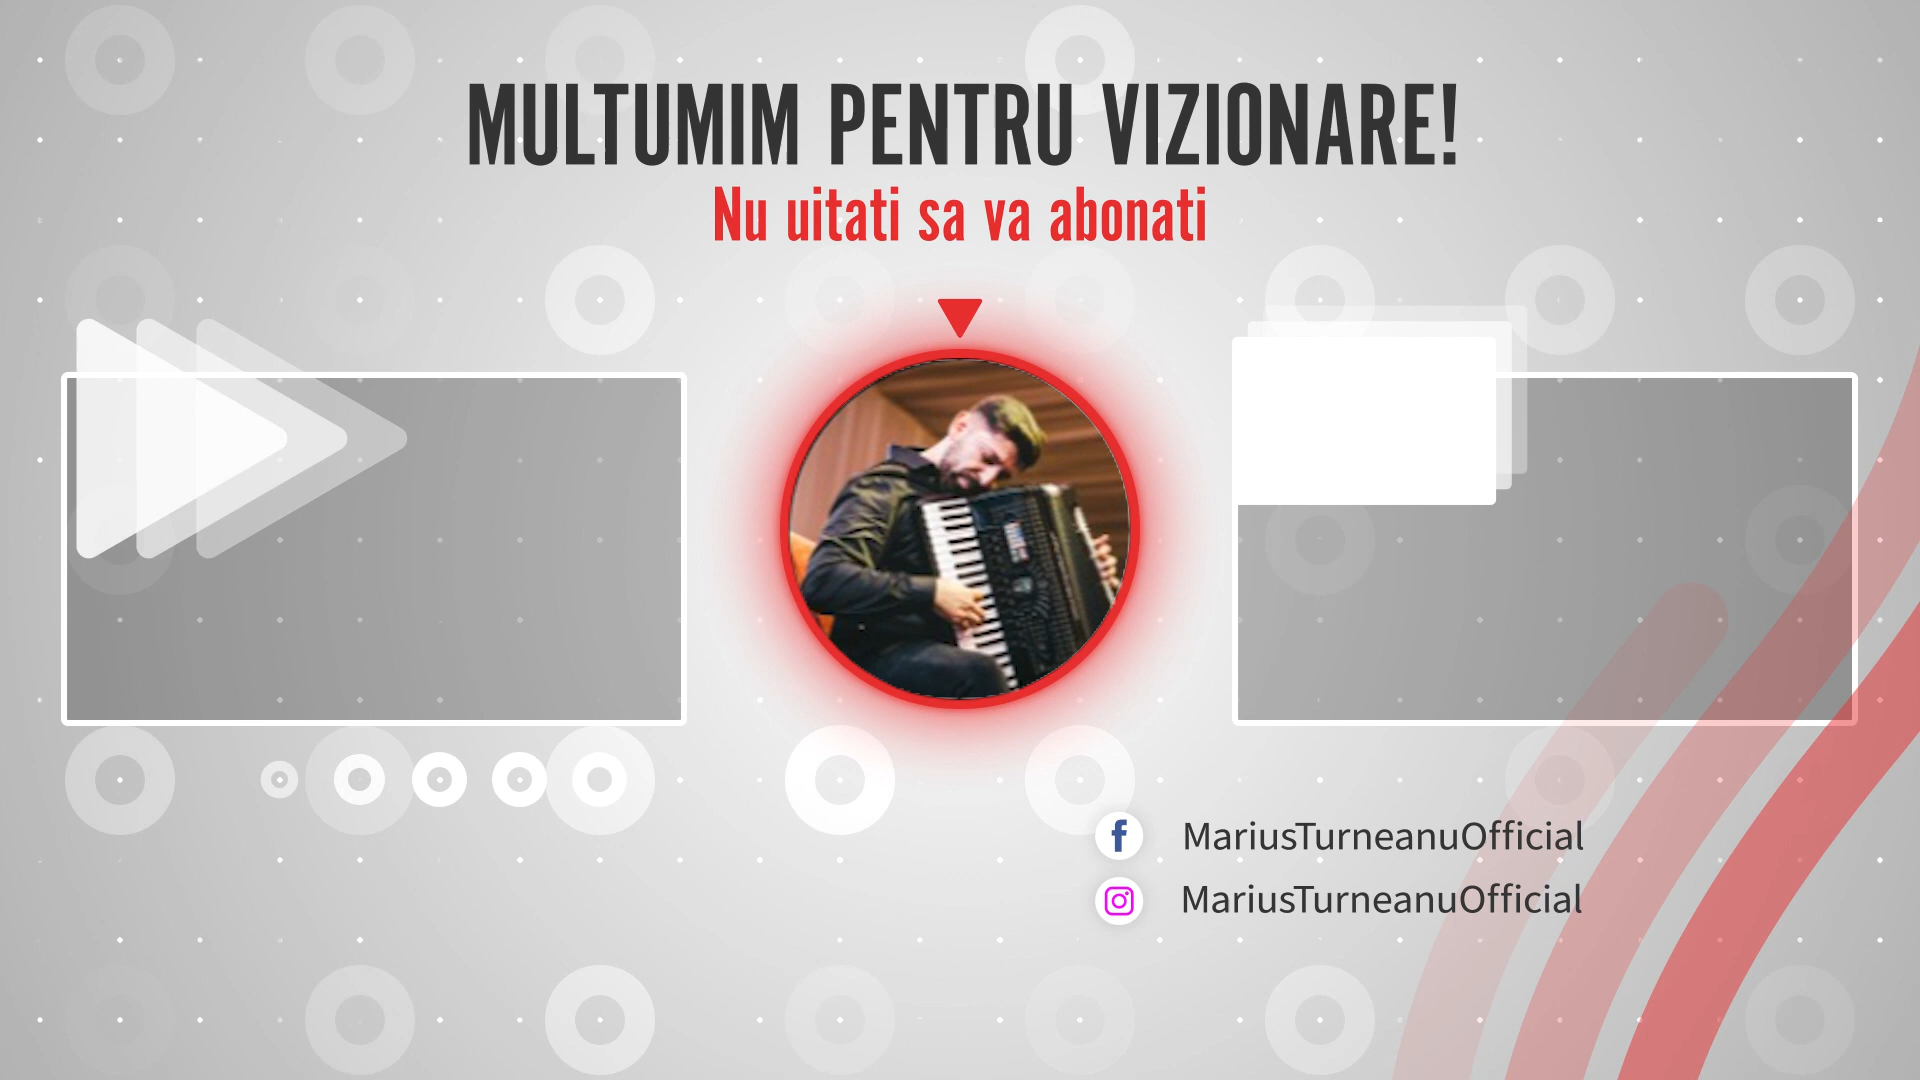 MULTUMIM PENTRU VIZIONARE!
Nu uitati sa va abonati
MariusTurneanuOfficial
MariusTurneanuOfficial